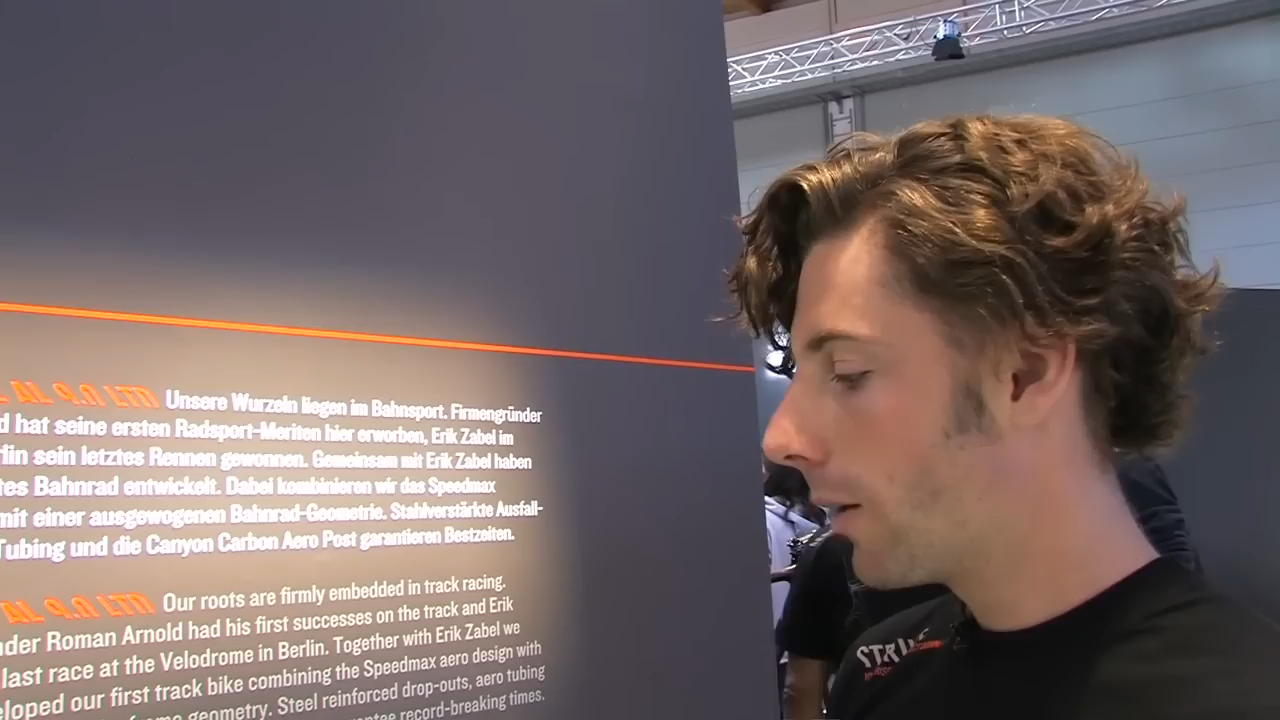 AL 9.0 LTD Unsere Wurzeln liegen im Bahnsport. Firmengründer
d hat seine ersten Radsport-Meriten hier erworben, Erik Zabel im
rlin sein letztes Rennen gewonnen. Gemeinsam mit Erik Zabel haben
tes Bahnrad entwickelt. Dabei kombinieren wir das Speedmax
mit einer ausgewogenen Bahnrad-Geometrie. Stahlverstärkte Ausfall-
Tubing und die Canyon Carbon Aero Post garantieren Bestzeiten.
AL 9.0 LTD Our roots are firmly embedded in track racing.
nder Roman Arnold had his first successes on the track and Erik
last race at the Velodrome in Berlin. Together with Erik Zabel we
eloped our first track bike combining the Speedmax aero design with
geometry. Steel reinforced drop-outs, aero tubing
record-breaking times.